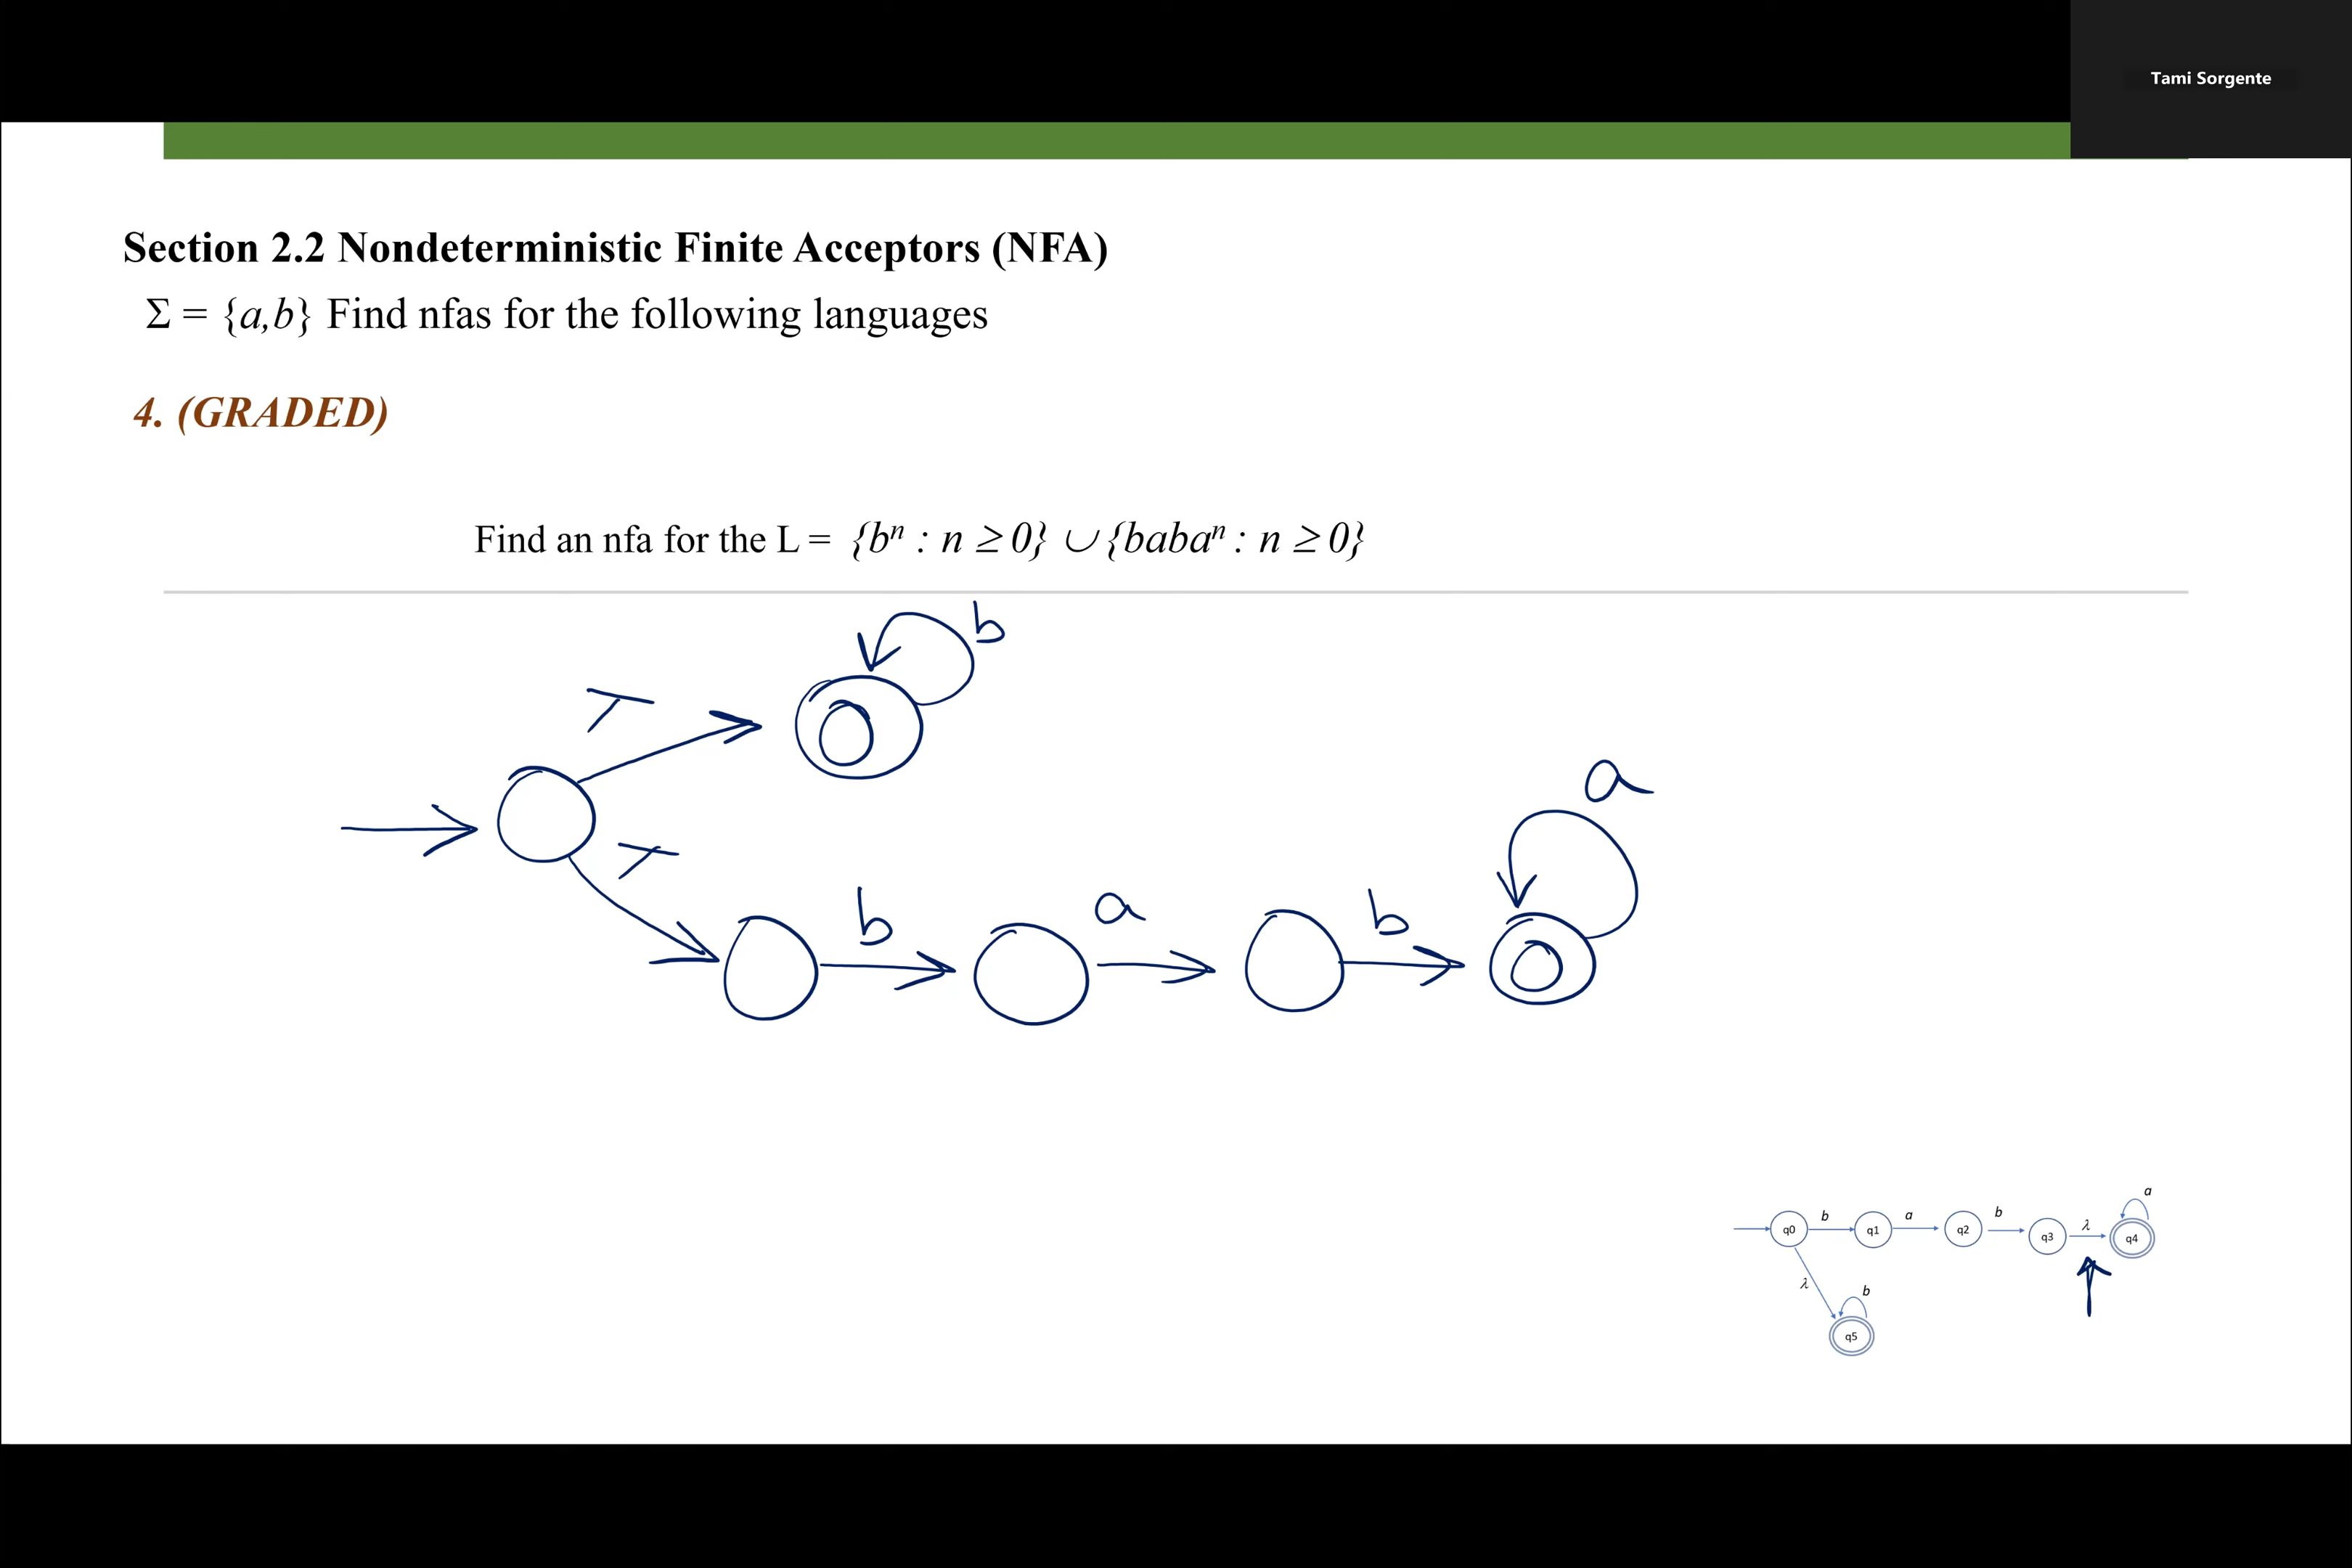 Tami Sorgente
Section 2.2 Nondeterministic Finite Acceptors (NFA)
Σ = {a,b} Find nfas for the following languages
4. (GRADED)
Find an nfa for the L = {bⁿ : n ≥ 0} ∪ {babaⁿ : n ≥ 0}
b
a
b
a
b
a
b a b λ
q0 q1 q2 q3 q4
λ b
q5